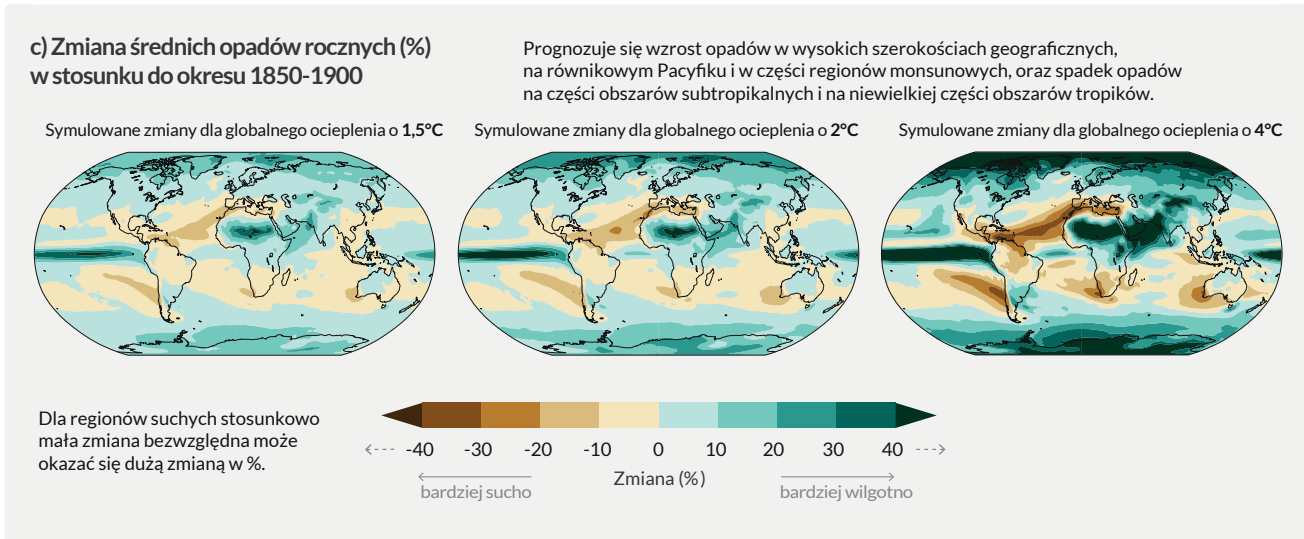 c) Zmiana średnich opadów rocznych (%)
w stosunku do okresu 1850-1900
Prognozuje się wzrost opadów w wysokich szerokościach geograficznych,
na równikowym Pacyfiku i w części regionów monsunowych, oraz spadek opadów
na części obszarów subtropikalnych i na niewielkiej części obszarów tropików.
Symulowane zmiany dla globalnego ocieplenia o 1,5°C
Symulowane zmiany dla globalnego ocieplenia o 2°C
Symulowane zmiany dla globalnego ocieplenia o 4°C
Dla regionów suchych stosunkowo
mała zmiana bezwzględna może
okazać się dużą zmianą w %.
-40 -30 -20 -10 0 10 20 30 40
Zmiana (%)
bardziej sucho
bardziej wilgotno